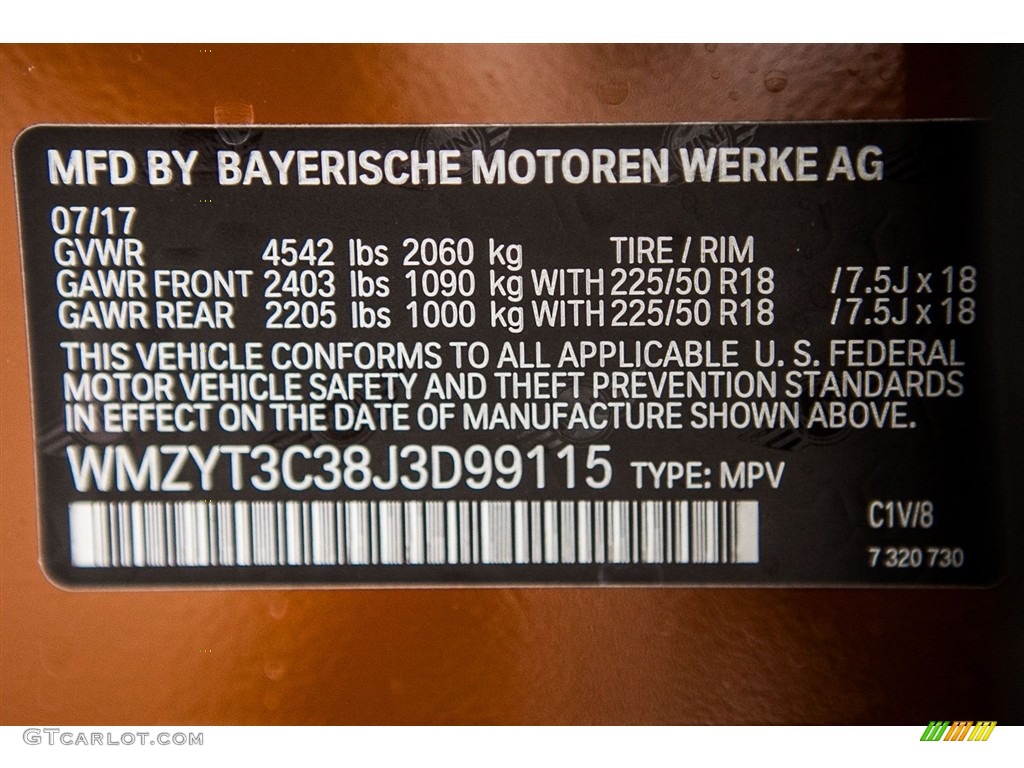 MFD BY BAYERISCHE MOTOREN WERKE AG
07/17
GVWR 4542 lbs 2060 kg TIRE / RIM
GAWR FRONT 2403 lbs 1090 kg WITH 225/50 R18 /7.5J x 18
GAWR REAR 2205 lbs 1000 kg WITH 225/50 R18 /7.5J x 18
THIS VEHICLE CONFORMS TO ALL APPLICABLE U. S. FEDERAL
MOTOR VEHICLE SAFETY AND THEFT PREVENTION STANDARDS
IN EFFECT ON THE DATE OF MANUFACTURE SHOWN ABOVE.
WMZYT3C38J3D99115 TYPE: MPV
C1V/8
7 320 730
GTCARLOT.COM